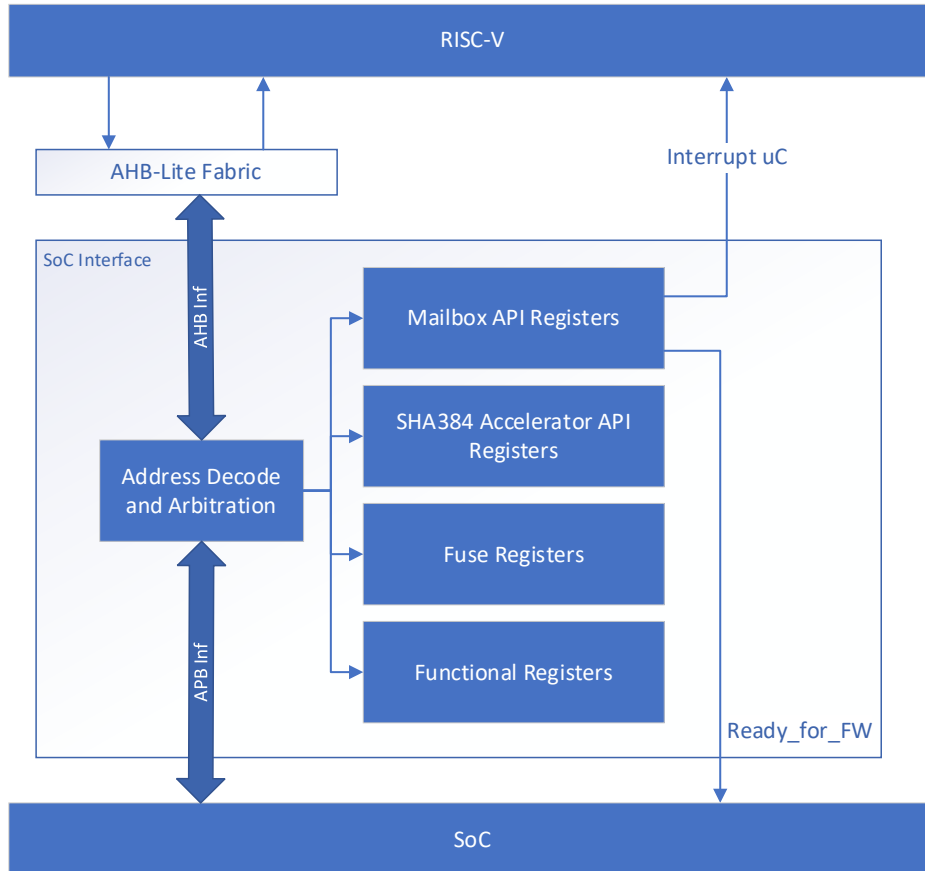 RISC-V
AHB-Lite Fabric
Interrupt uC
SoC Interface
AHB Inf
Mailbox API Registers
SHA384 Accelerator API
Registers
Address Decode
and Arbitration
Fuse Registers
APB Inf
Functional Registers
Ready_for_FW
SoC